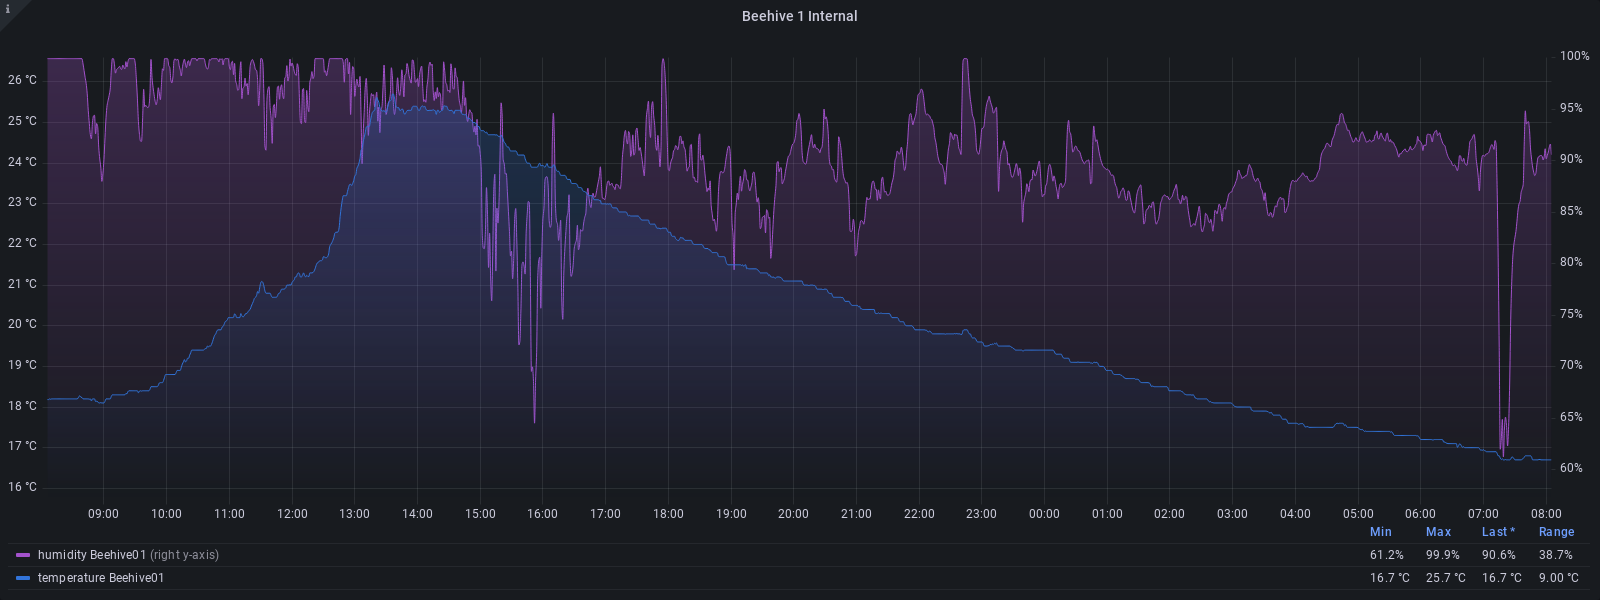 i
Beehive 1 Internal
26 °C
25 °C
24 °C
23 °C
22 °C
21 °C
20 °C
19 °C
18 °C
17 °C
16 °C
100%
95%
90%
85%
80%
75%
70%
65%
60%
09:00 10:00 11:00 12:00 13:00 14:00 15:00 16:00 17:00 18:00 19:00 20:00 21:00 22:00 23:00 00:00 01:00 02:00 03:00 04:00 05:00 06:00 07:00 08:00
Min Max Last * Range
humidity Beehive01 (right y-axis) 61.2% 99.9% 90.6% 38.7%
temperature Beehive01 16.7 °C 25.7 °C 16.7 °C 9.00 °C